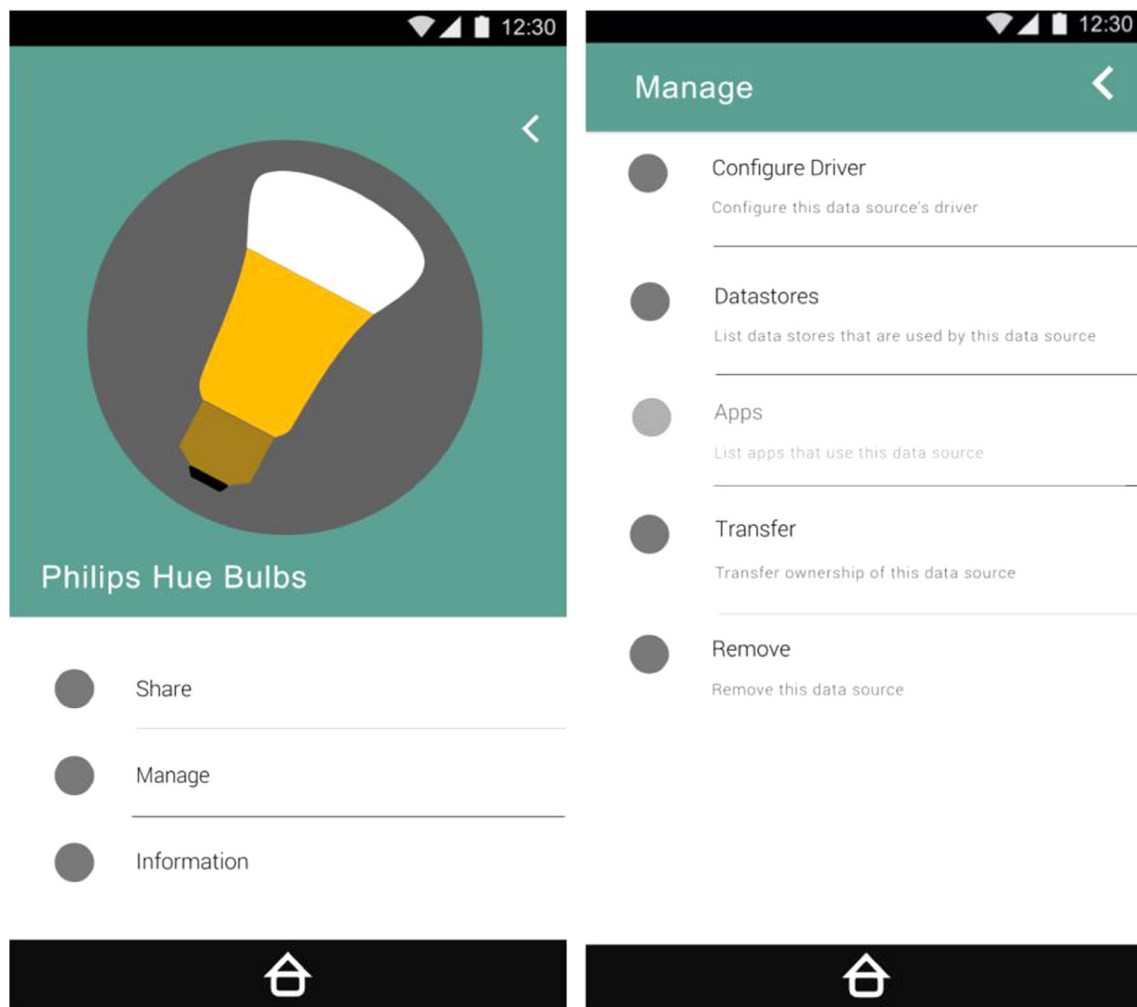 12:30
Philips Hue Bulbs
Share
Manage
Information
12:30
Manage
Configure Driver
Configure this data source's driver
Datastores
List data stores that are used by this data source
Apps
List apps that use this data source
Transfer
Transfer ownership of this data source
Remove
Remove this data source